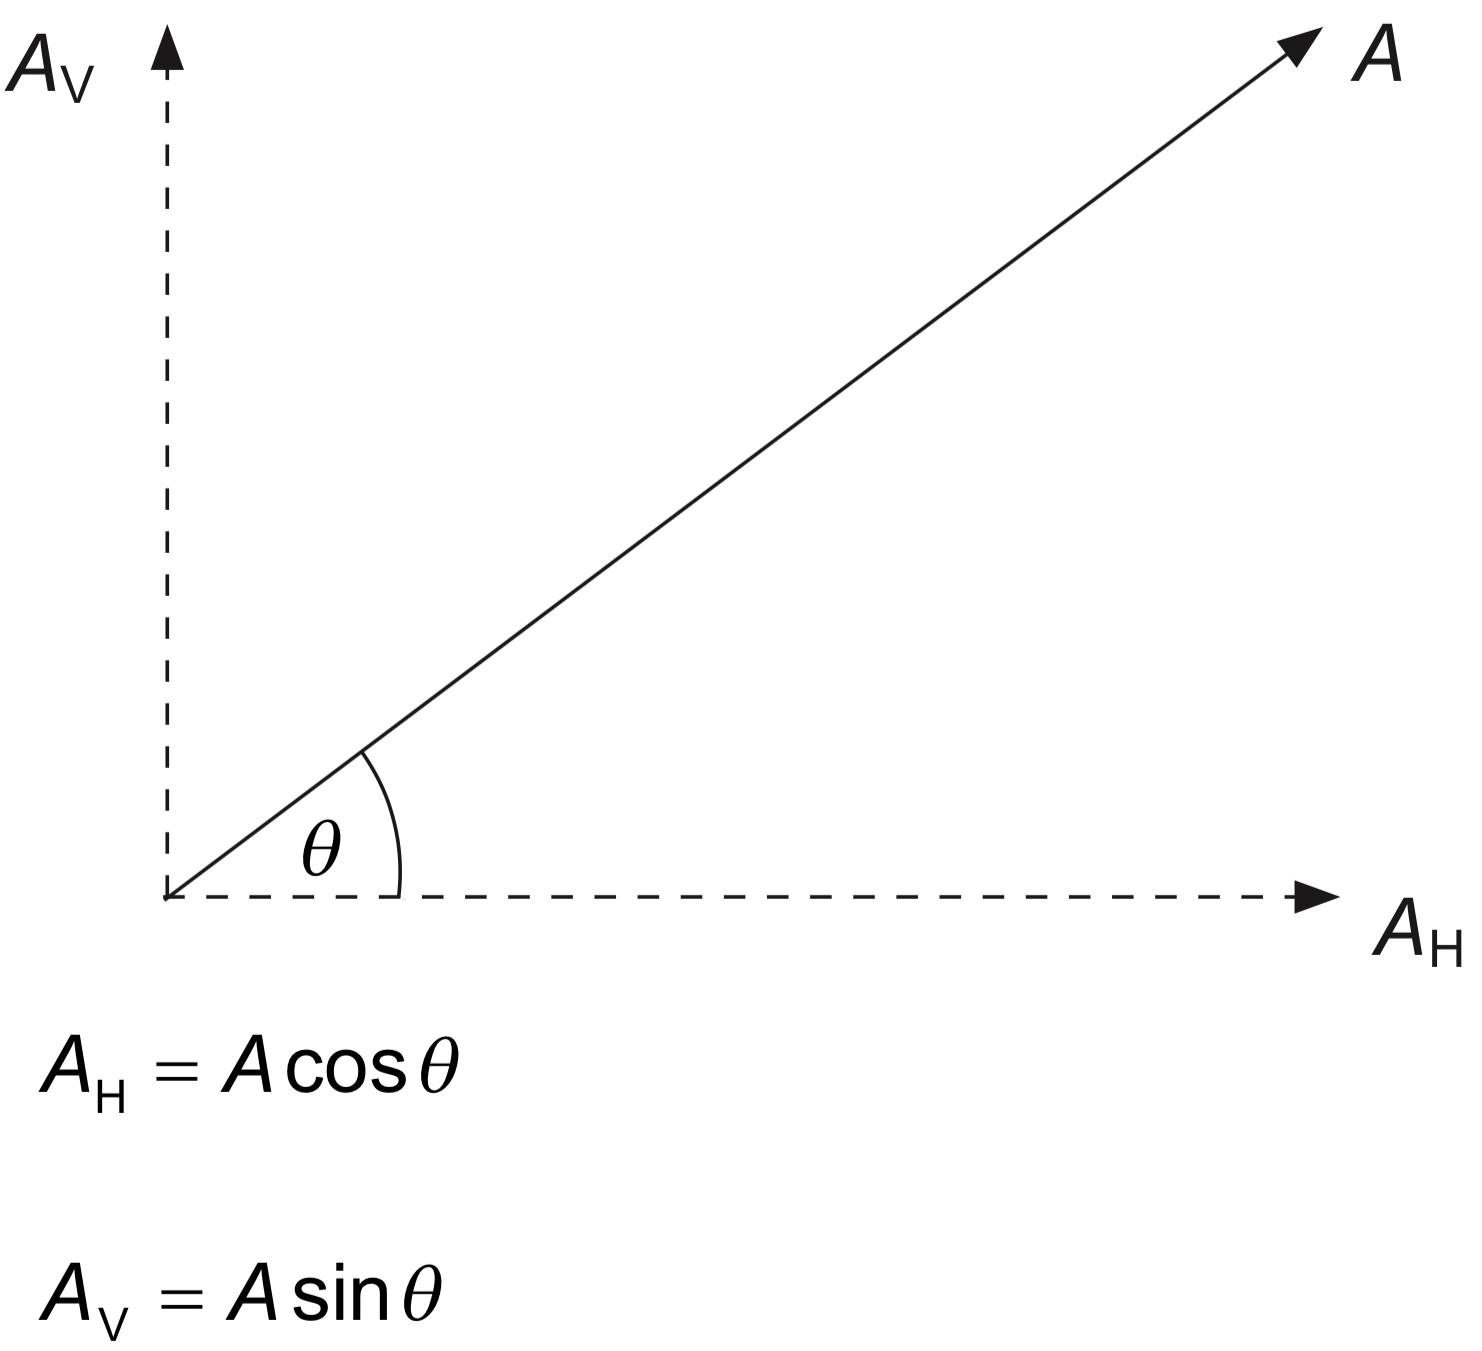 A_V
A
θ
A_H
A_H = A cos θ
A_V = A sin θ